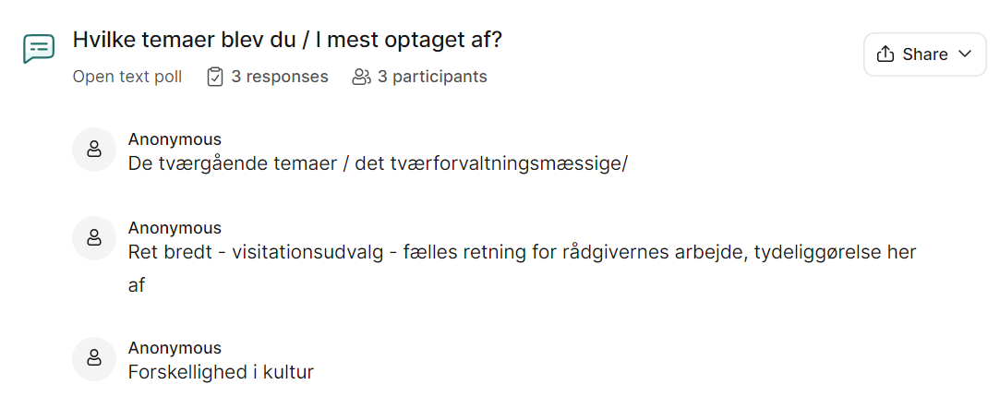 Hvilke temaer blev du / I mest optaget af?
Open text poll 3 responses 3 participants
Share
Anonymous
De tværgående temaer / det tværforvaltningsmæssige/
Anonymous
Ret bredt - visitationsudvalg - fælles retning for rådgivernes arbejde, tydeliggørelse her
af
Anonymous
Forskellighed i kultur